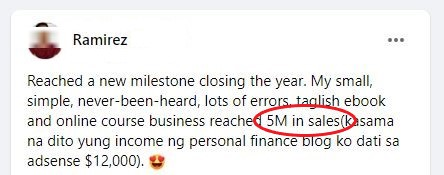 Ramirez
Reached a new milestone closing the year. My small,
simple, never-been-heard, lots of errors, taglish ebook
and online course business reached 5M in sales(kasama
na dito yung income ng personal finance blog ko dati sa
adsense $12,000). 😍